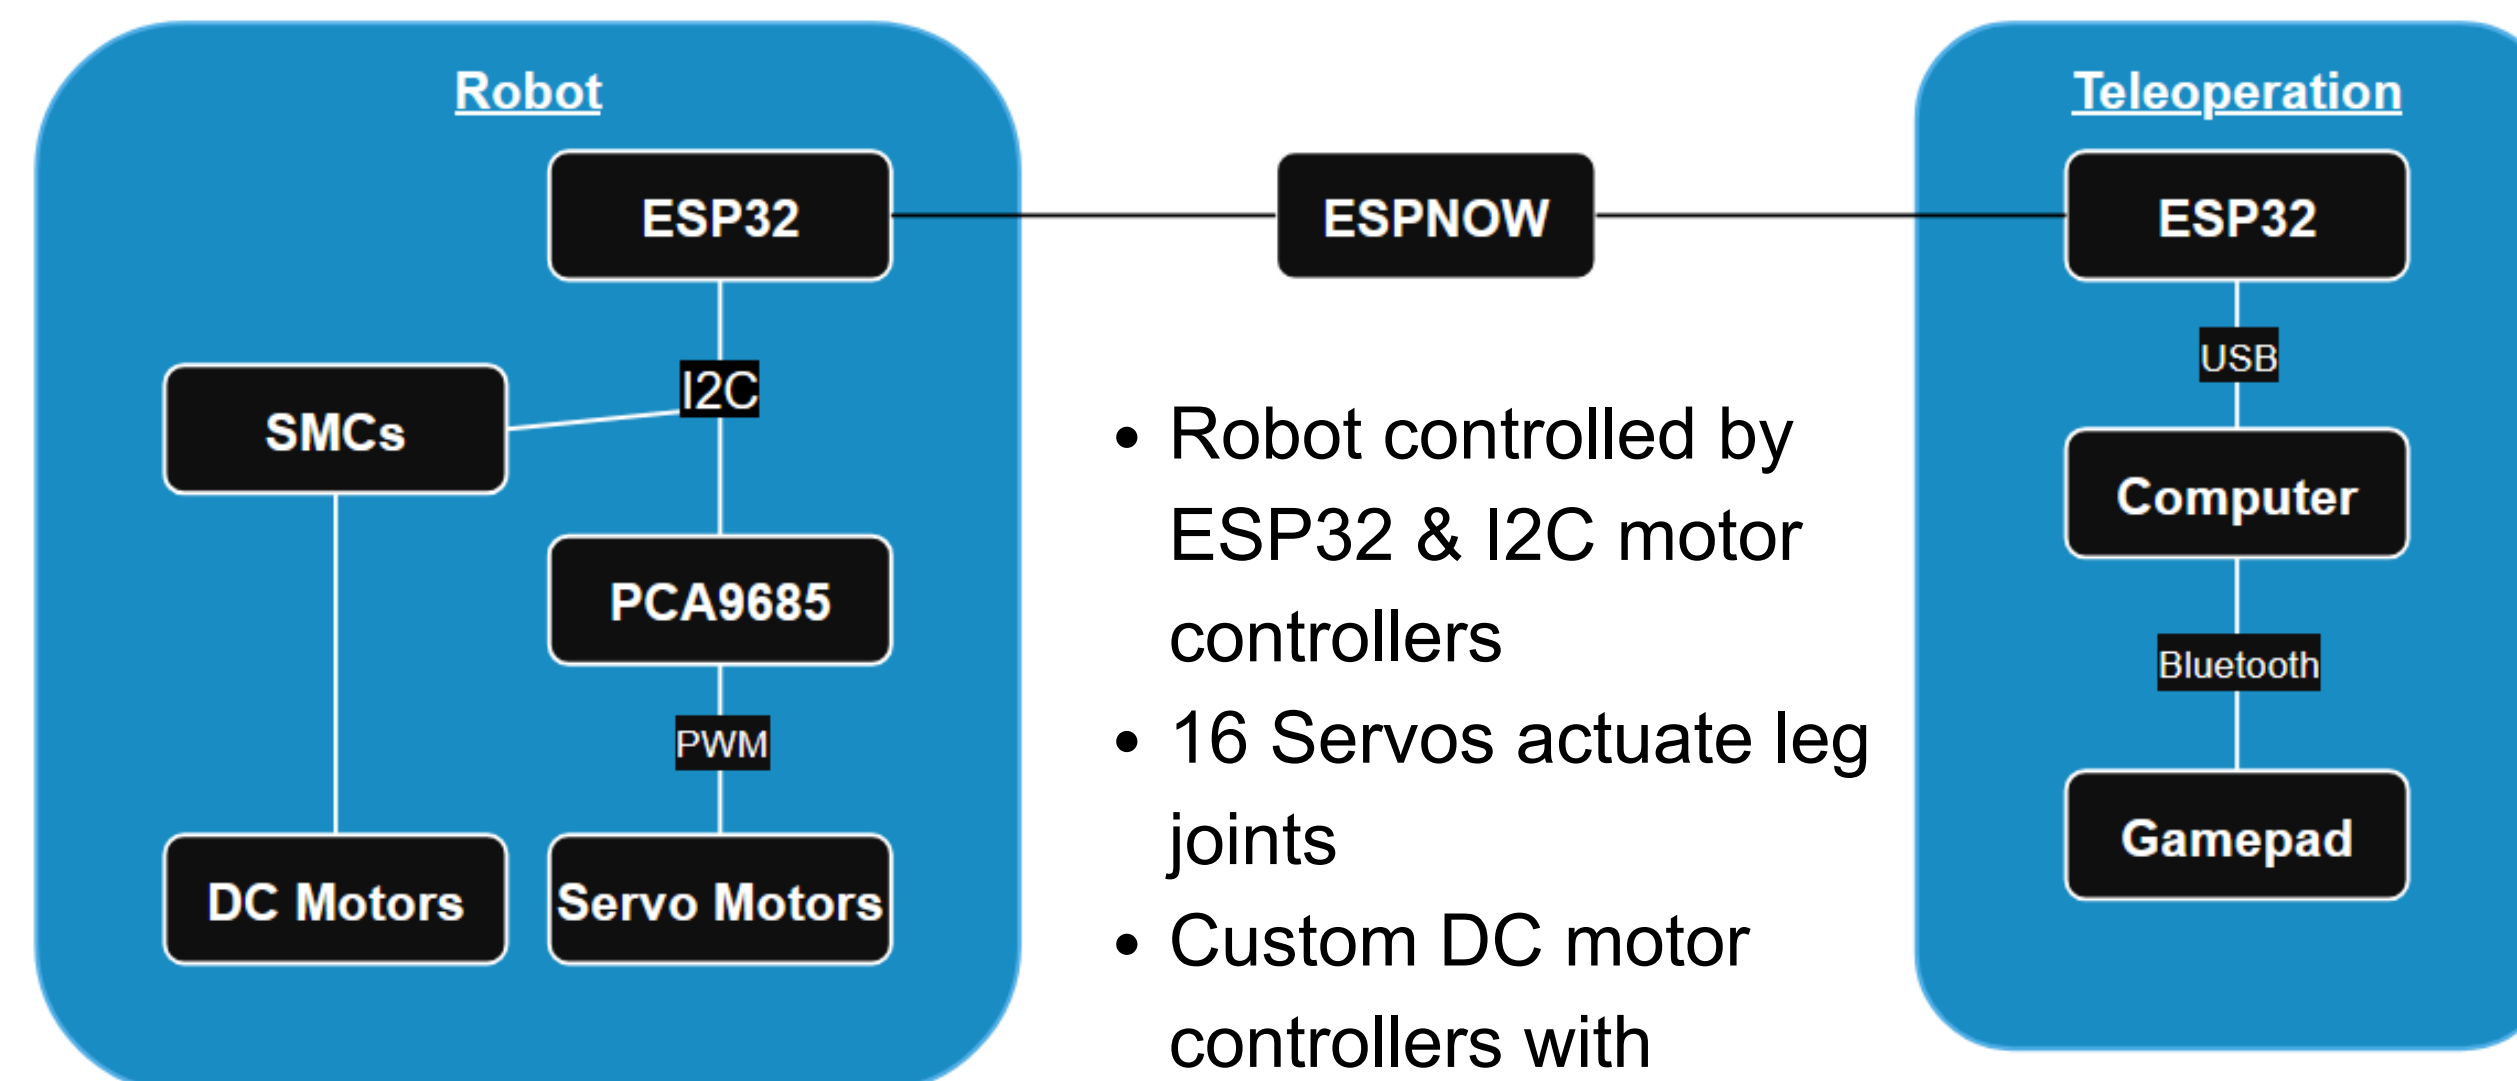 Robot
ESP32
I2C
SMCs
PCA9685
PWM
DC Motors
Servo Motors
ESPNOW
• Robot controlled by
ESP32 & I2C motor
controllers
• 16 Servos actuate leg
joints
• Custom DC motor
controllers with
Teleoperation
ESP32
USB
Computer
Bluetooth
Gamepad